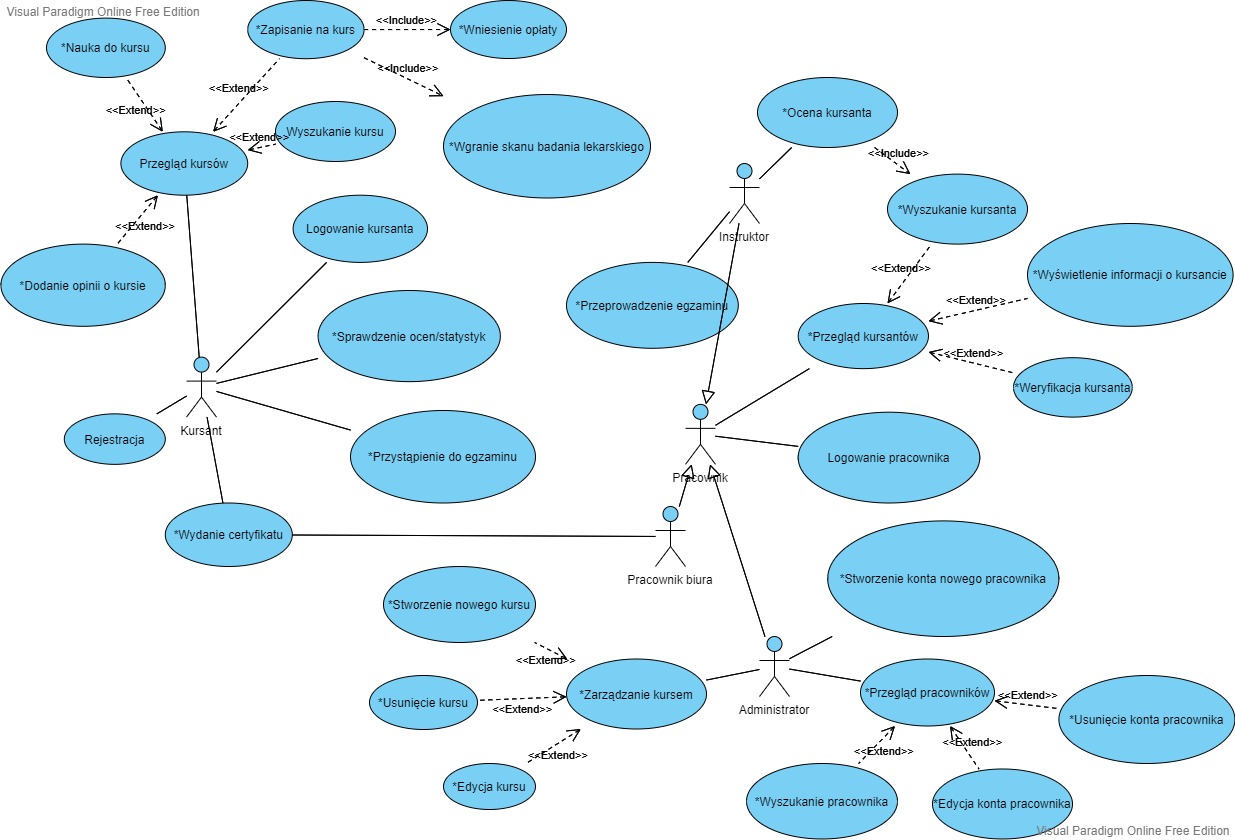 Visual Paradigm Online Free Edition
*Nauka do kursu
*Zapisanie na kurs
<<Include>>
*Wniesienie opłaty
<<Include>>
<<Extend>>
<<Extend>>
<<Extend>>
Wyszukanie kursu
*Wgranie skanu badania lekarskiego
*Ocena kursanta
<<Include>>
Przegląd kursów
*Wyszukanie kursanta
<<Extend>>
Logowanie kursanta
Instruktor
<<Extend>>
*Wyświetlenie informacji o kursancie
*Dodanie opinii o kursie
<<Extend>>
*Przeprowadzenie egzaminu
*Sprawdzenie ocen/statystyk
*Przegląd kursantów
<<Extend>>
*Weryfikacja kursanta
Kursant
Rejestracja
*Przystąpienie do egzaminu
Logowanie pracownika
Pracownik
*Wydanie certyfikatu
Pracownik biura
*Stworzenie konta nowego pracownika
*Stworzenie nowego kursu
<<Extend>>
*Zarządzanie kursem
*Przegląd pracowników
<<Extend>>
*Usunięcie kursu
<<Extend>>
Administrator
*Usunięcie konta pracownika
<<Extend>>
<<Extend>>
<<Extend>>
*Edycja kursu
*Wyszukanie pracownika
*Edycja konta pracownika
Visual Paradigm Online Free Edition